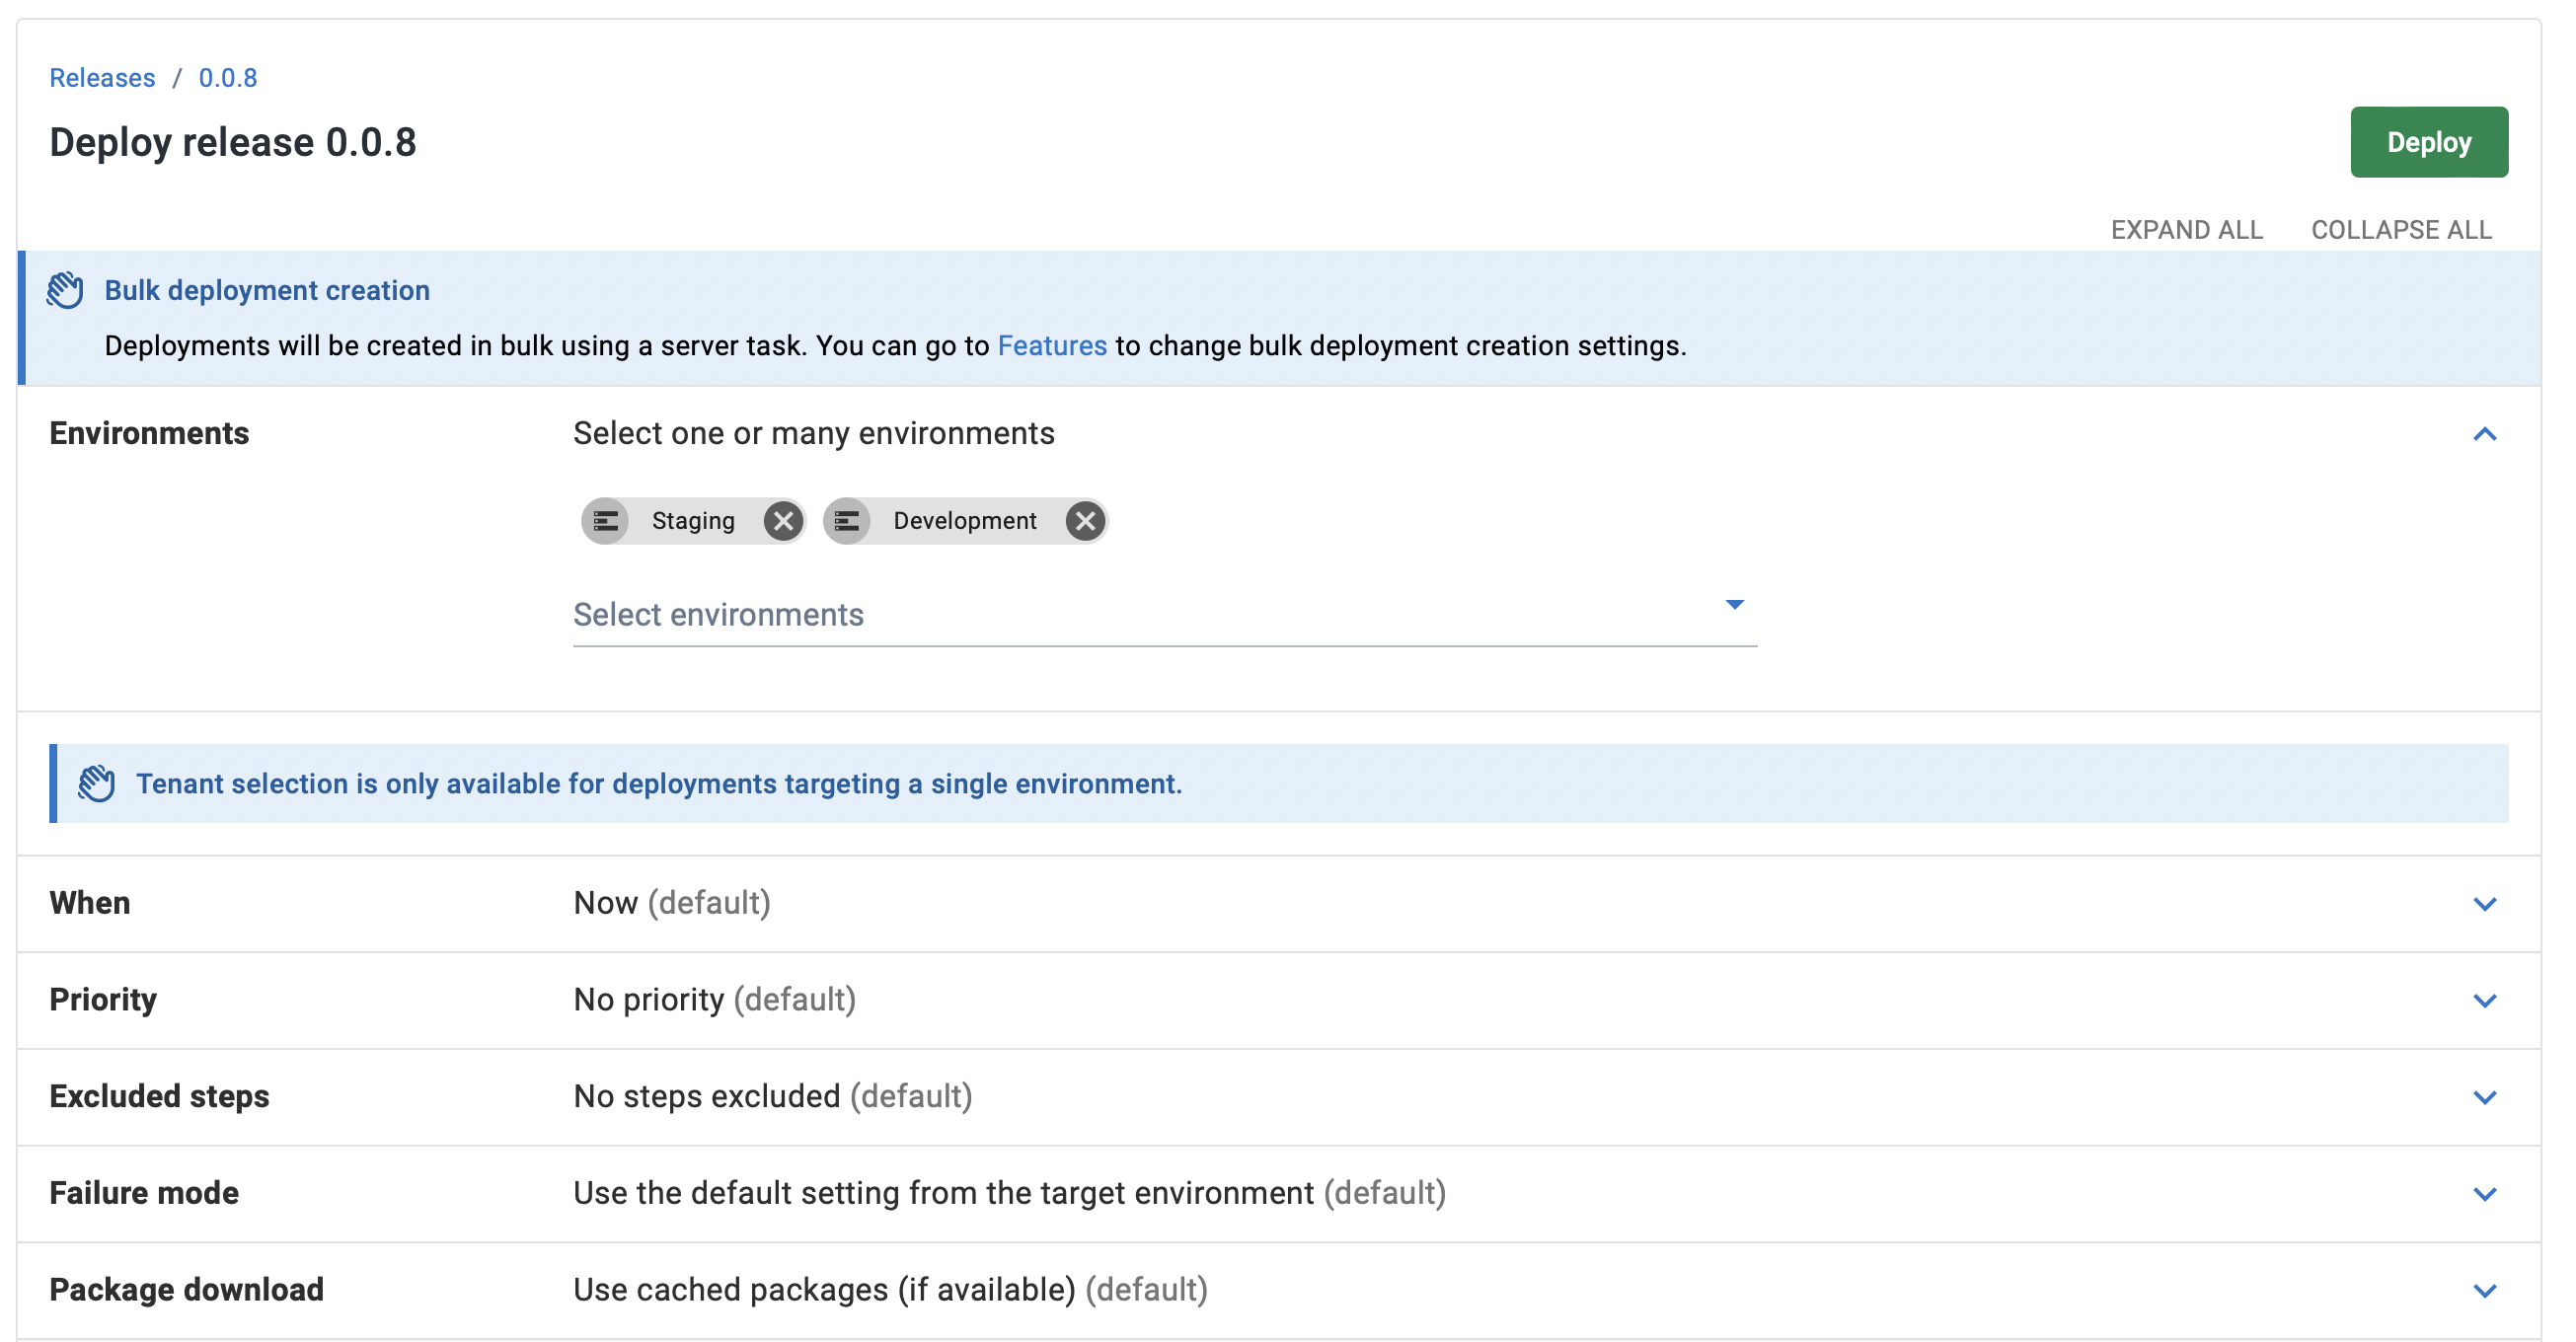 Releases / 0.0.8
Deploy release 0.0.8
Deploy
EXPAND ALL COLLAPSE ALL
Bulk deployment creation
Deployments will be created in bulk using a server task. You can go to Features to change bulk deployment creation settings.
Environments Select one or many environments
Staging Development
Select environments
Tenant selection is only available for deployments targeting a single environment.
When Now (default)
Priority No priority (default)
Excluded steps No steps excluded (default)
Failure mode Use the default setting from the target environment (default)
Package download Use cached packages (if available) (default)